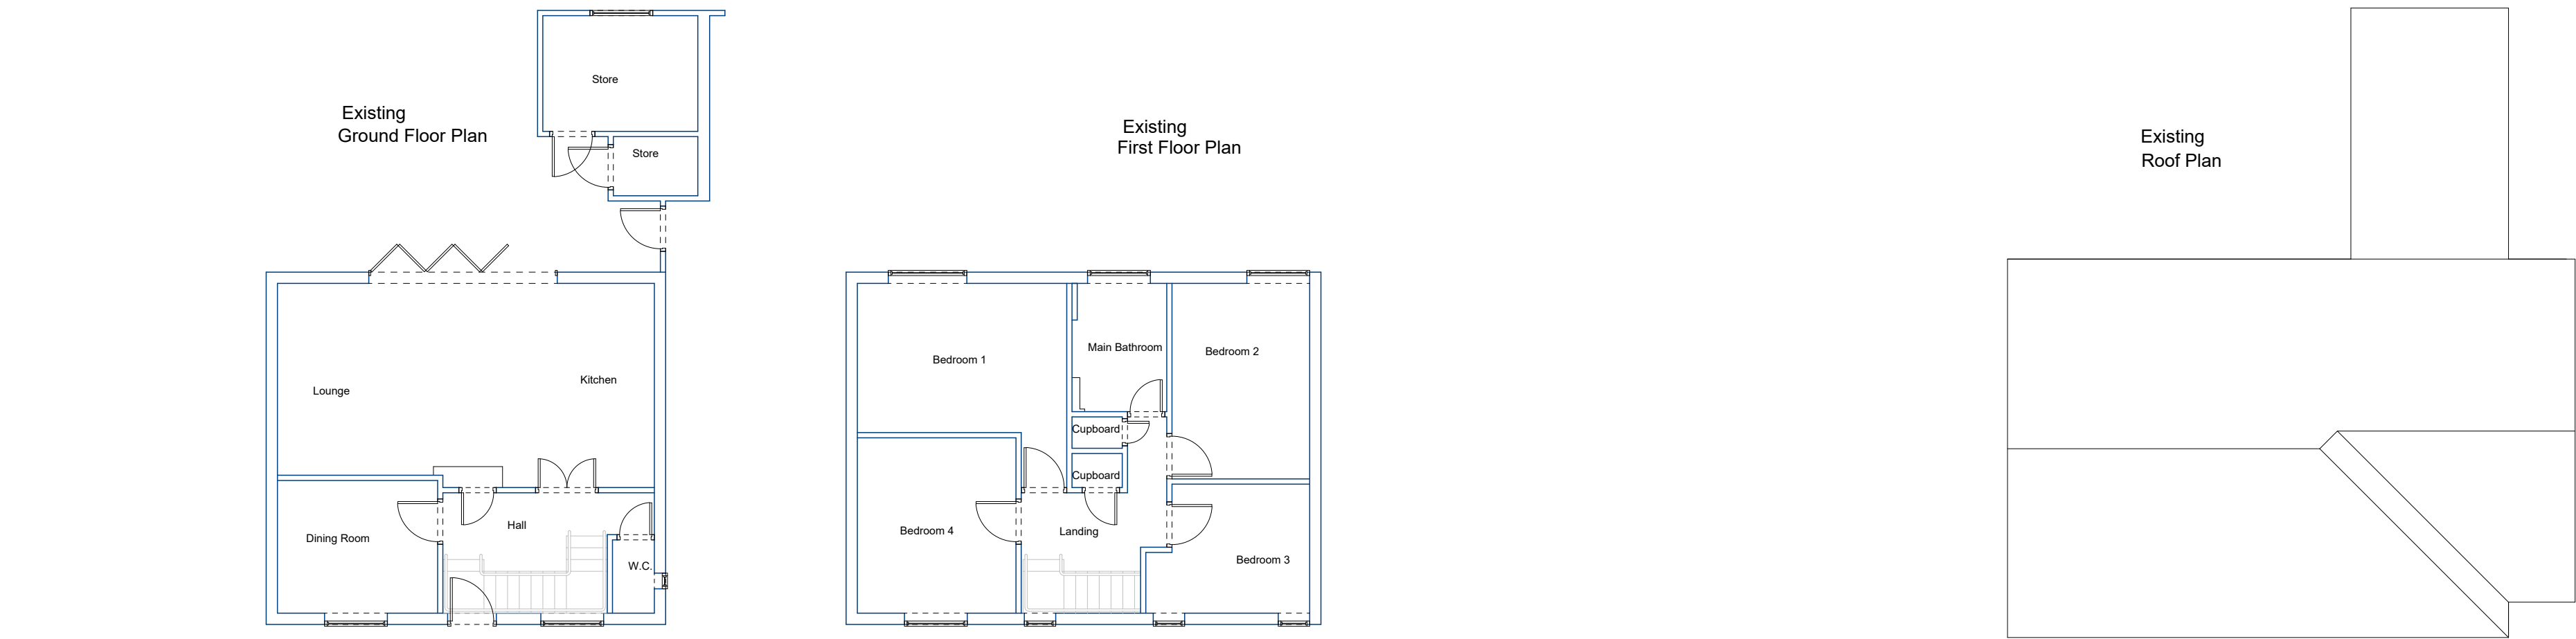 Existing
Ground Floor Plan
Store
Store
Lounge
Kitchen
Dining Room
Hall
W.C.
Existing
First Floor Plan
Bedroom 1
Main Bathroom
Bedroom 2
Cupboard
Cupboard
Bedroom 4
Landing
Bedroom 3
Existing
Roof Plan